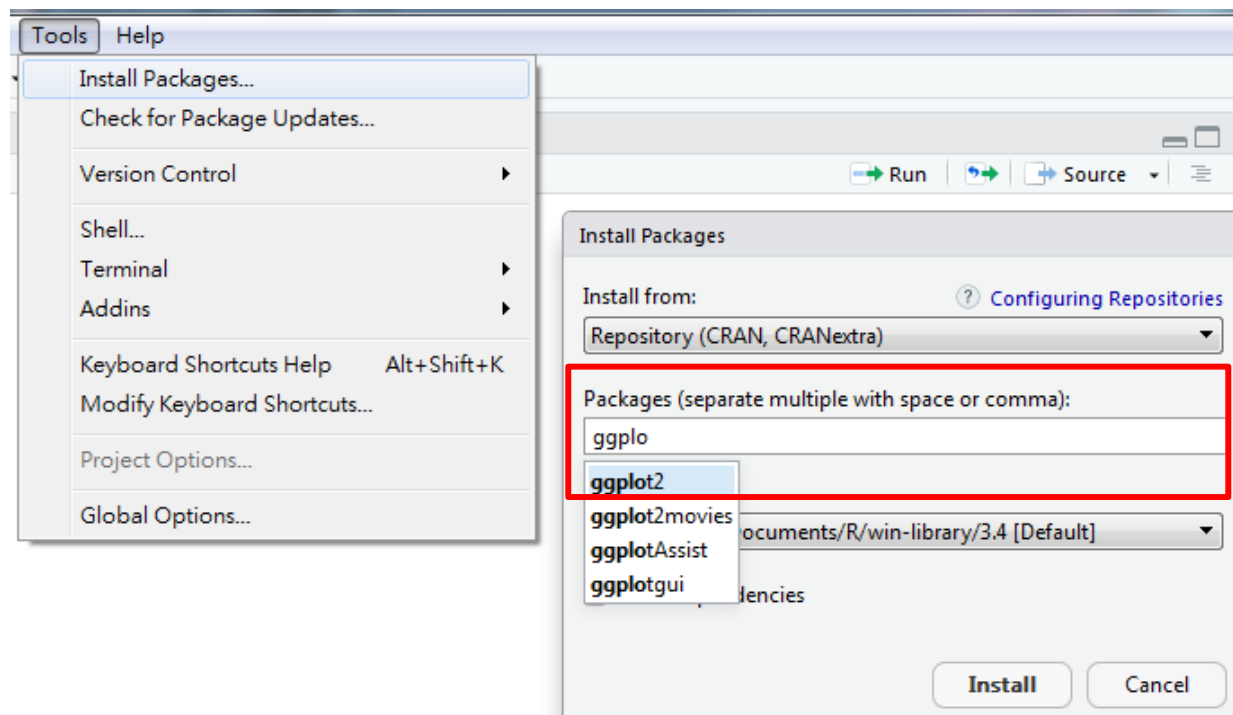 Tools Help
Install Packages...
Check for Package Updates...
Version Control
Shell...
Terminal
Addins
Keyboard Shortcuts Help Alt+Shift+K
Modify Keyboard Shortcuts...
Project Options...
Global Options...
Run Source
Install Packages
Install from: ? Configuring Repositories
Repository (CRAN, CRANextra)
Packages (separate multiple with space or comma):
ggplo
ggplot2
ggplot2movies
ggplotAssist
ggplotgui
ocuments/R/win-library/3.4 [Default]
dencies
Install Cancel